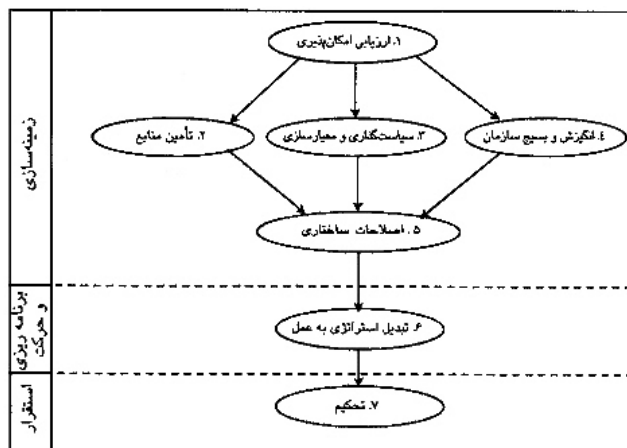 ۱. ارزیابی امکان‌پذیری
زمینه‌سازی
۴. انگیزش و بسیج سازمان
۳. سیاست‌گذاری و معیارسازی
۲. تأمین منابع
۵. اصلاحات ساختاری
برنامه ریزی
و حرکت
۶. تبدیل استراتژی به عمل
استقرار
۷. تحکیم